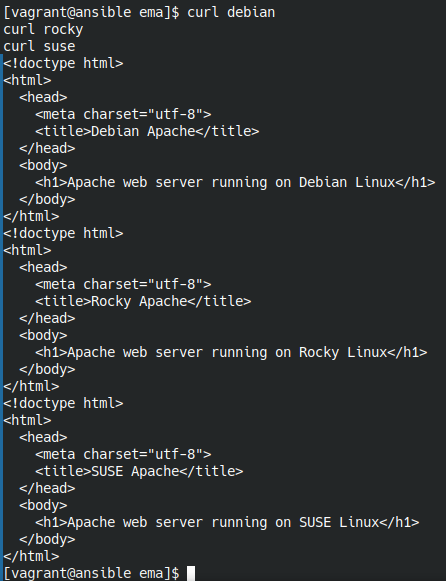 [vagrant@ansible ema]$ curl debian
curl rocky
curl suse
<!doctype html>
<html>
  <head>
    <meta charset="utf-8">
    <title>Debian Apache</title>
  </head>
  <body>
    <h1>Apache web server running on Debian Linux</h1>
  </body>
</html>
<!doctype html>
<html>
  <head>
    <meta charset="utf-8">
    <title>Rocky Apache</title>
  </head>
  <body>
    <h1>Apache web server running on Rocky Linux</h1>
  </body>
</html>
<!doctype html>
<html>
  <head>
    <meta charset="utf-8">
    <title>SUSE Apache</title>
  </head>
  <body>
    <h1>Apache web server running on SUSE Linux</h1>
  </body>
</html>
[vagrant@ansible ema]$